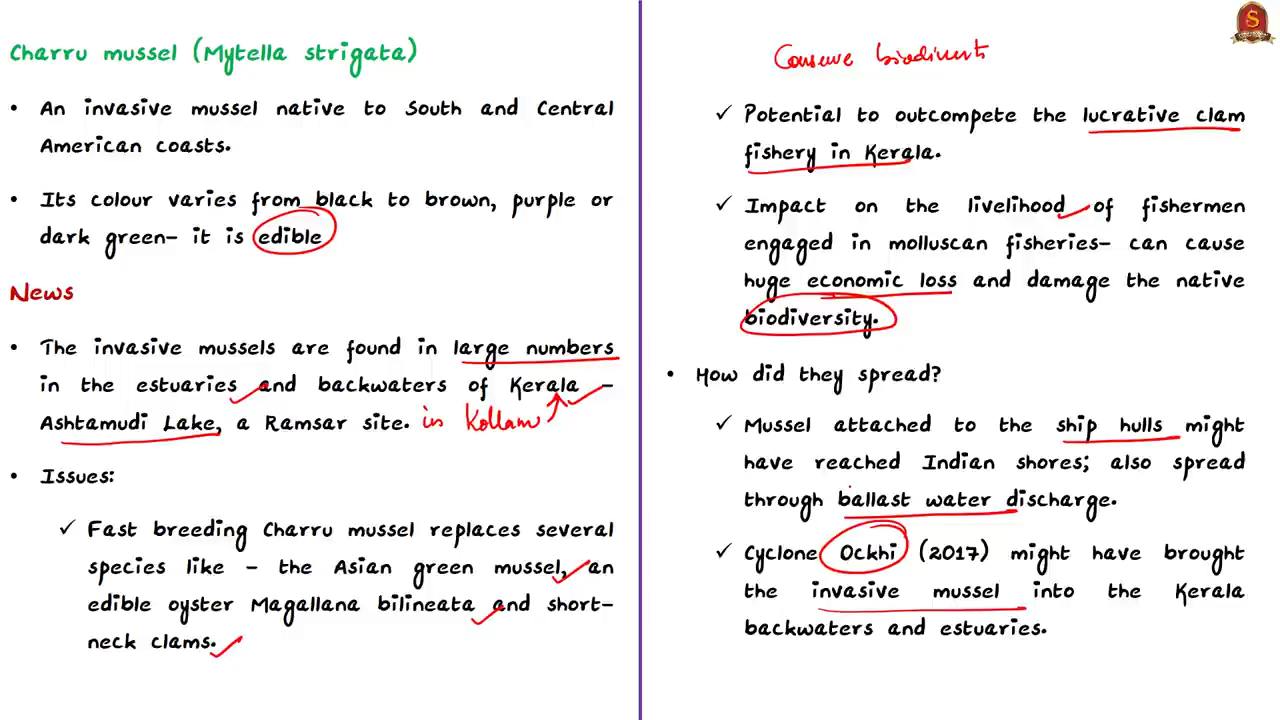 Charru mussel (Mytella strigata)
• An invasive mussel native to South and Central
American coasts.
• Its colour varies from black to brown, purple or
dark green– it is edible
News
• The invasive mussels are found in large numbers
in the estuaries and backwaters of Kerala –
Ashtamudi Lake, a Ramsar site. in Kollam
• Issues:
✓ Fast breeding Charru mussel replaces several
species like – the Asian green mussel, an
edible oyster Magallana bilineata and short-
neck clams.
✓ Potential to outcompete the lucrative clam
fishery in Kerala.
✓ Impact on the livelihood of fishermen
engaged in molluscan fisheries– can cause
huge economic loss and damage the native
biodiversity.
• How did they spread?
✓ Mussel attached to the ship hulls might
have reached Indian shores; also spread
through ballast water discharge.
✓ Cyclone Ockhi (2017) might have brought
the invasive mussel into the Kerala
backwaters and estuaries.